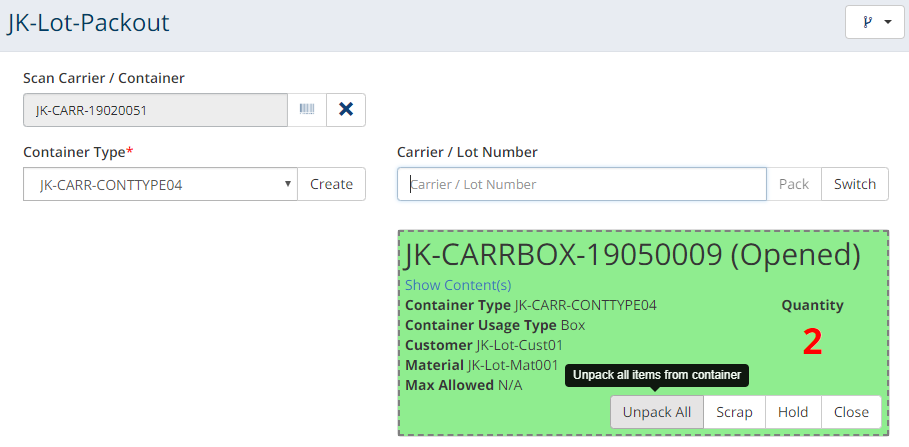 JK-Lot-Packout
Scan Carrier / Container
JK-CARR-19020051
Container Type*
JK-CARR-CONTTYPE04
Create
Carrier / Lot Number
Carrier / Lot Number
Pack
Switch
JK-CARRBOX-19050009 (Opened)
Show Content(s)
Container Type JK-CARR-CONTTYPE04
Container Usage Type Box
Customer JK-Lot-Cust01
Material JK-Lot-Mat001
Max Allowed N/A
Quantity
2
Unpack all items from container
Unpack All
Scrap
Hold
Close